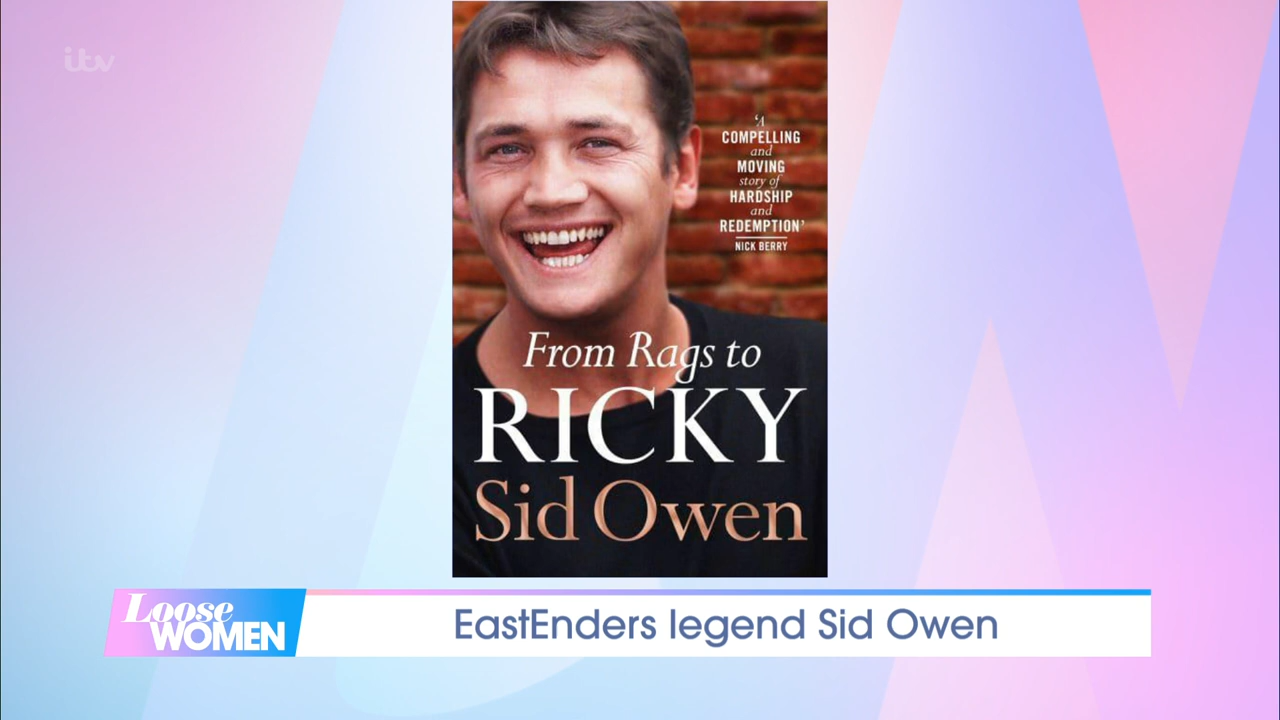 itv
‘A
COMPELLING
and
MOVING
story of
HARDSHIP
and
REDEMPTION’
NICK BERRY
From Rags to
RICKY
Sid Owen
Loose
WOMEN
EastEnders legend Sid Owen